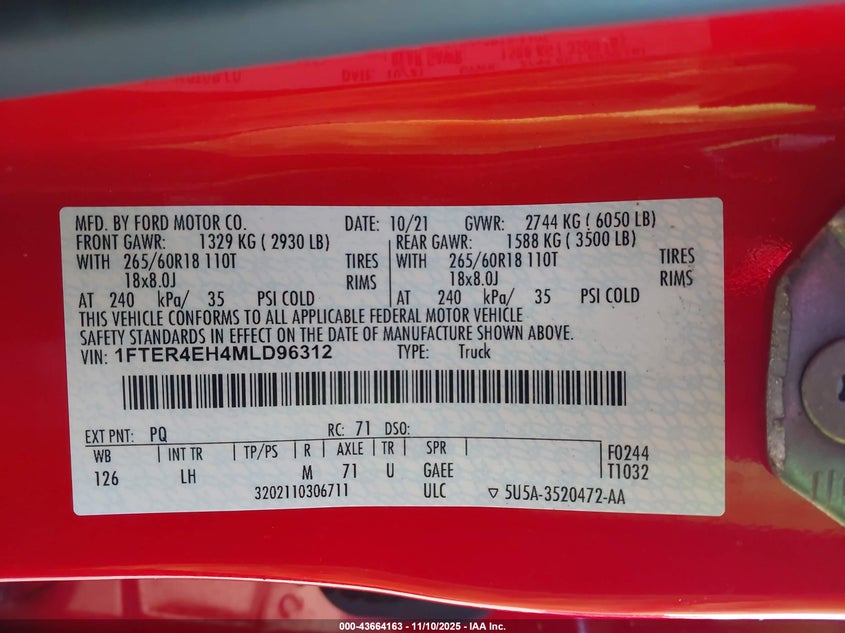 MFD. BY FORD MOTOR CO. DATE: 10/21 GVWR: 2744 KG ( 6050 LB)
FRONT GAWR: 1329 KG ( 2930 LB) REAR GAWR: 1588 KG ( 3500 LB)
WITH 265/60R18 110T TIRES WITH 265/60R18 110T TIRES
18x8.0J RIMS 18x8.0J RIMS
AT 240 kPa/ 35 PSI COLD AT 240 kPa/ 35 PSI COLD
THIS VEHICLE CONFORMS TO ALL APPLICABLE FEDERAL MOTOR VEHICLE
SAFETY STANDARDS IN EFFECT ON THE DATE OF MANUFACTURE SHOWN ABOVE.
VIN: 1FTER4EH4MLD96312 TYPE: Truck
EXT PNT: PQ RC: 71 DSO:
WB INT TR TP/PS R AXLE TR SPR F0244
126 LH M 71 U GAEE T1032
3202110306711 ULC ▽ 5U5A-3520472-AA
000-43664163 - 11/10/2025 - IAA Inc.